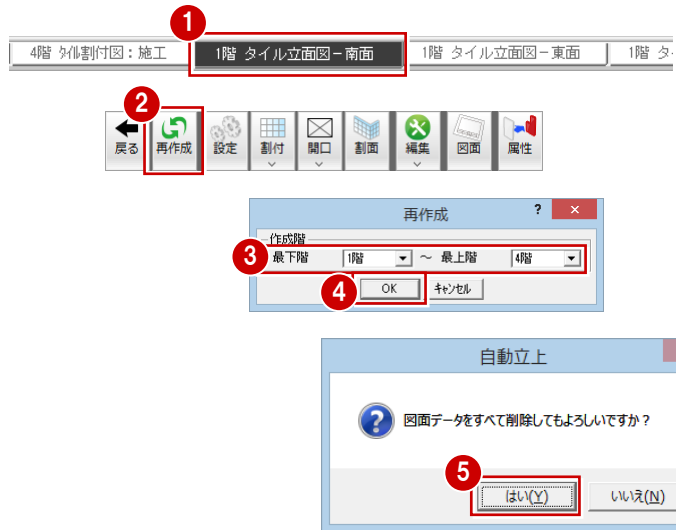 1
4階 ﾀｲﾙ割付図：施工 1階 タイル立面図－南面 1階 タイル立面図－東面 1階 タ
2
戻る 再作成 設定 割付 開口 割面 編集 図面 属性
再作成 ? ×
作成階
3 最下階 1階 ～ 最上階 4階
4 OK ｷｬﾝｾﾙ
自動立上
? 図面データをすべて削除してもよろしいですか？
5
はい(Y) いいえ(N)